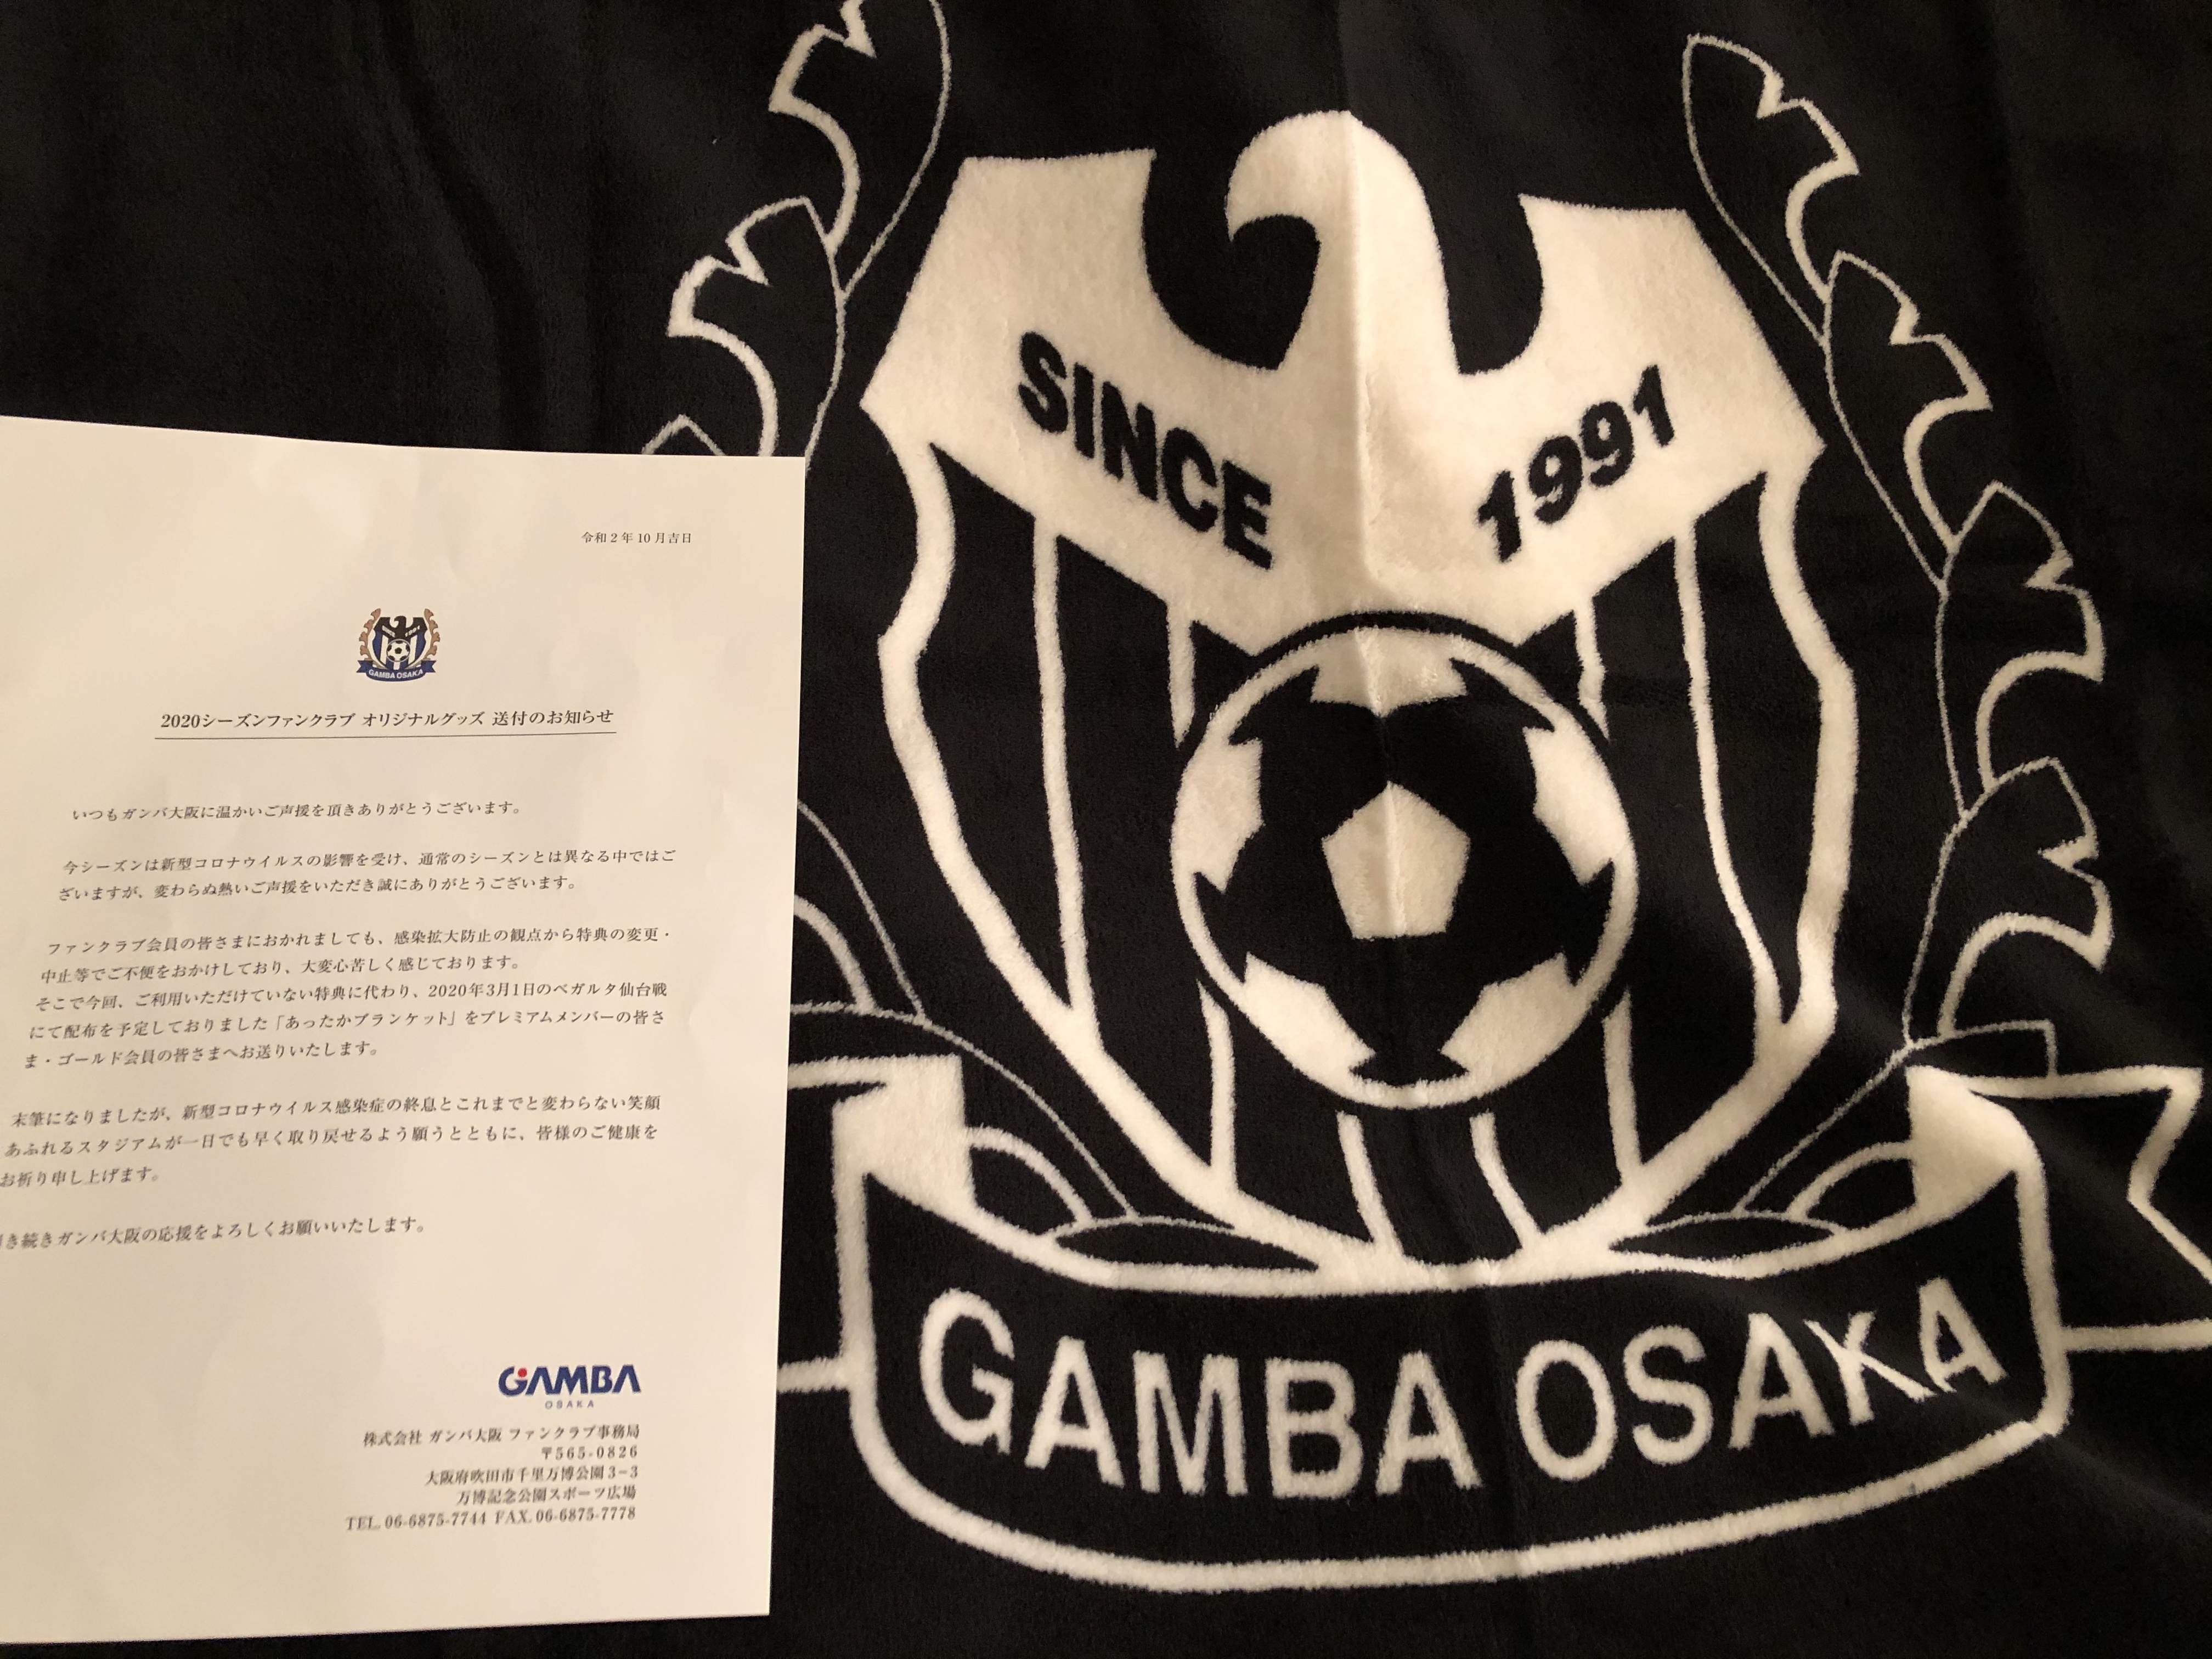 令和2年10月吉日
GAMBA OSAKA
2020シーズンファンクラブ オリジナルグッズ 送付のお知らせ
いつもガンバ大阪に温かいご声援を頂きありがとうございます。
今シーズンは新型コロナウイルスの影響を受け、通常のシーズンとは異なる中ではご
ざいますが、変わらぬ熱いご声援をいただき誠にありがとうございます。
ファンクラブ会員の皆さまにおかれましても、感染拡大防止の観点から特典の変更・
中止等でご不便をおかけしており、大変心苦しく感じております。
そこで今回、ご利用いただけていない特典に代わり、2020年3月1日のベガルタ仙台戦
にて配布を予定しておりました「あったかブランケット」をプレミアムメンバーの皆さ
ま・ゴールド会員の皆さまへお送りいたします。
末筆になりましたが、新型コロナウイルス感染症の終息とこれまでと変わらない笑顔
あふれるスタジアムが一日でも早く取り戻せるよう願うとともに、皆様のご健康を
お祈り申し上げます。
き続きガンバ大阪の応援をよろしくお願いいたします。
GAMBA
OSAKA
株式会社 ガンバ大阪 ファンクラブ事務局
〒565-0826
大阪府吹田市千里万博公園3-3
万博記念公園スポーツ広場
TEL. 06-6875-7744 FAX. 06-6875-7778
SINCE 1991
GAMBA OSAKA